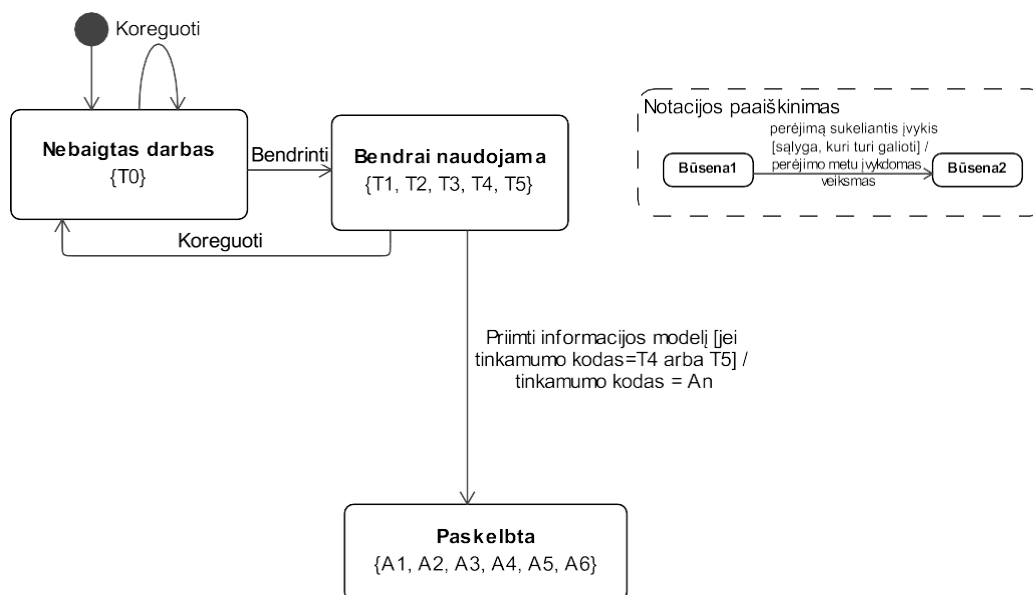 Koreguoti
Nebaigtas darbas
{T0}
Bendrinti
Bendrai naudojama
{T1, T2, T3, T4, T5}
Koreguoti
Notacijos paaiškinimas
perėjimą sukeliantis įvykis
[sąlyga, kuri turi galioti] /
perėjimo metu įvykdomas
veiksmas
Būsena1
Būsena2
Priimti informacijos modelį [jei
tinkamumo kodas=T4 arba T5] /
tinkamumo kodas = An
Paskelbta
{A1, A2, A3, A4, A5, A6}